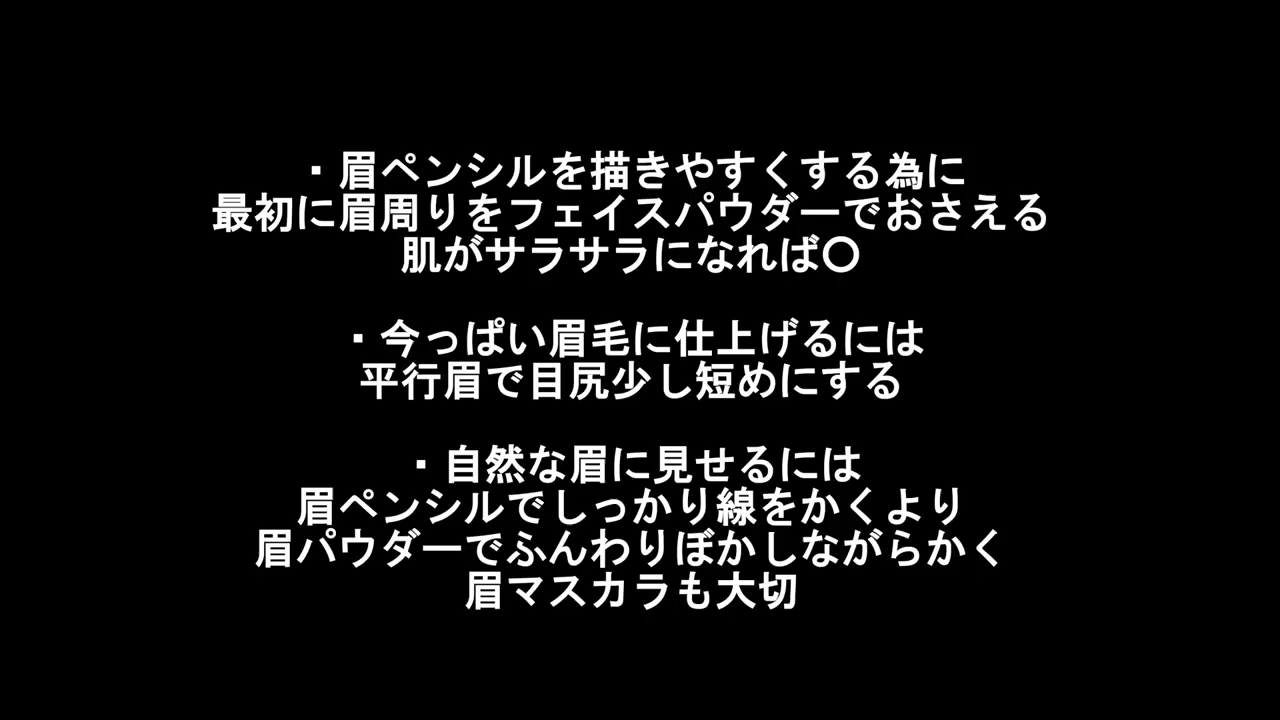 ・眉ペンシルを描きやすくする為に
最初に眉周りをフェイスパウダーでおさえる
肌がサラサラになれば〇
・今っぱい眉毛に仕上げるには
平行眉で目尻少し短めにする
・自然な眉に見せるには
眉ペンシルでしっかり線をかくより
眉パウダーでふんわりぼかしながらかく
眉マスカラも大切